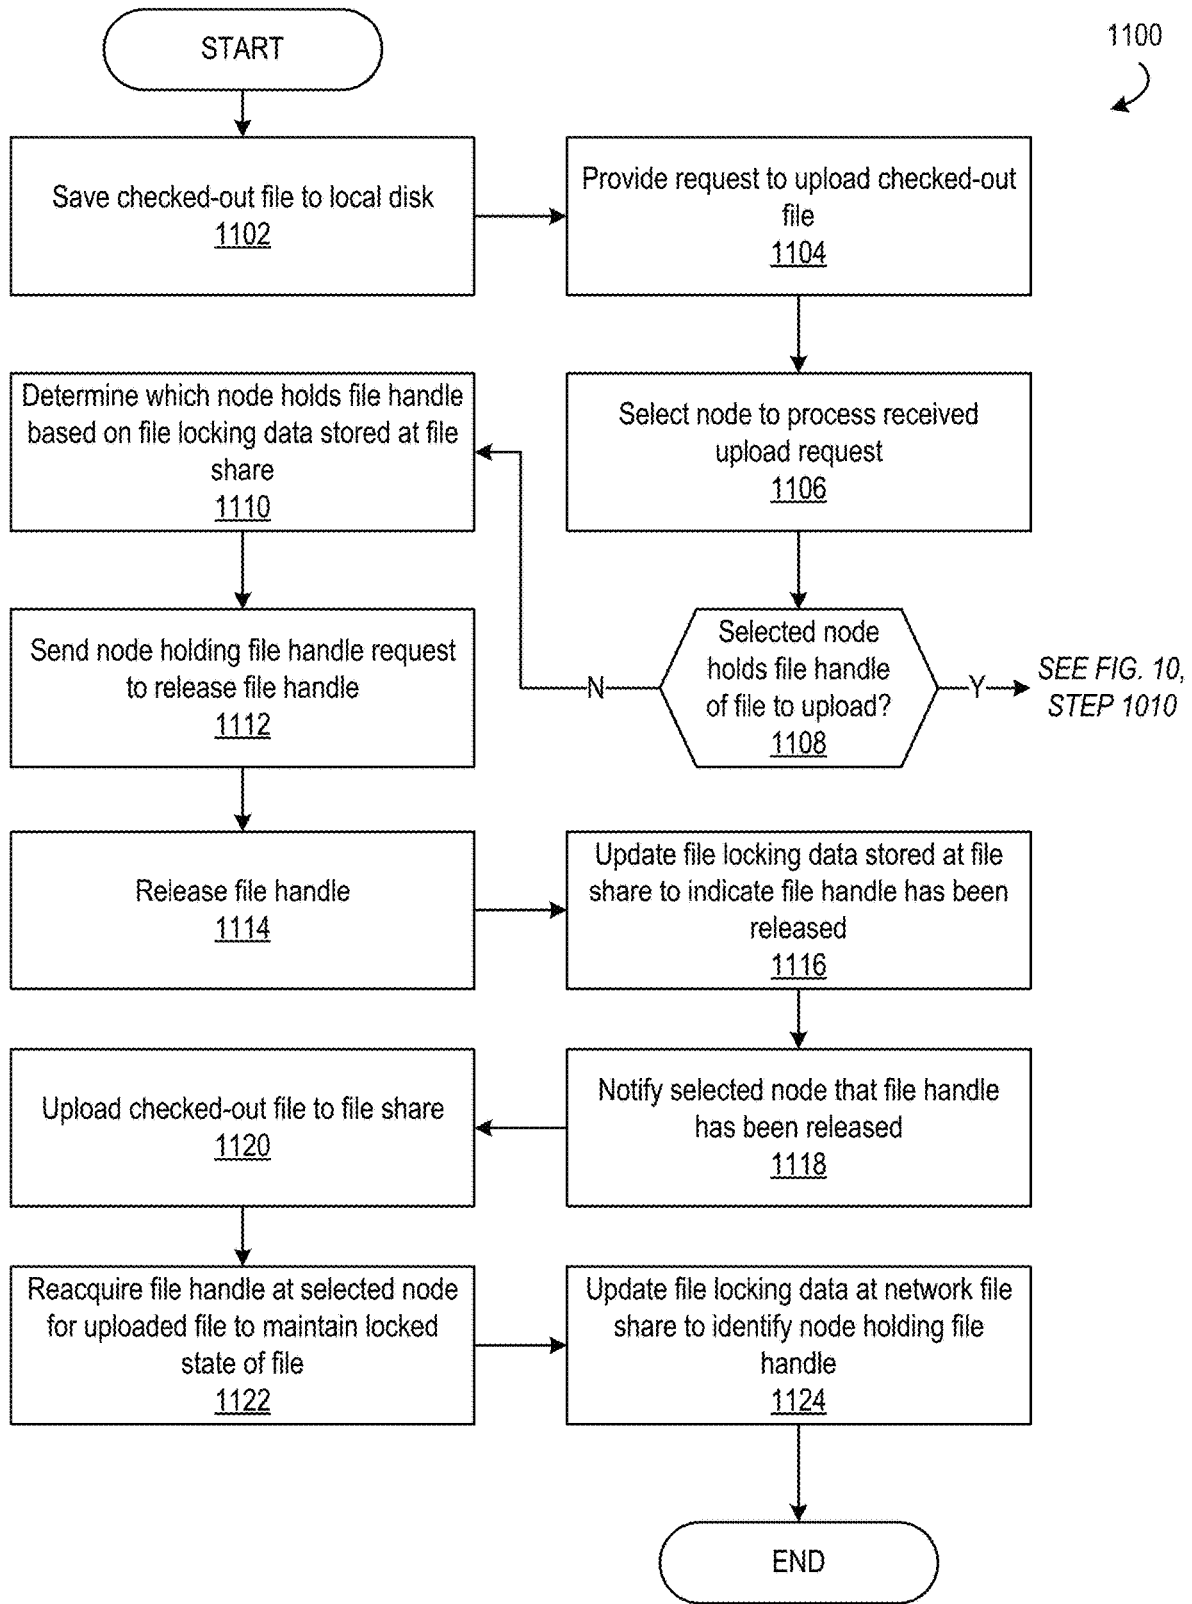 START
1100
Save checked-out file to local disk
1102
Provide request to upload checked-out
file
1104
Select node to process received
upload request
1106
Selected node
holds file handle
of file to upload?
1108
Y
SEE FIG. 10,
STEP 1010
N
Determine which node holds file handle
based on file locking data stored at file
share
1110
Send node holding file handle request
to release file handle
1112
Release file handle
1114
Update file locking data stored at file
share to indicate file handle has been
released
1116
Notify selected node that file handle
has been released
1118
Upload checked-out file to file share
1120
Reacquire file handle at selected node
for uploaded file to maintain locked
state of file
1122
Update file locking data at network file
share to identify node holding file
handle
1124
END